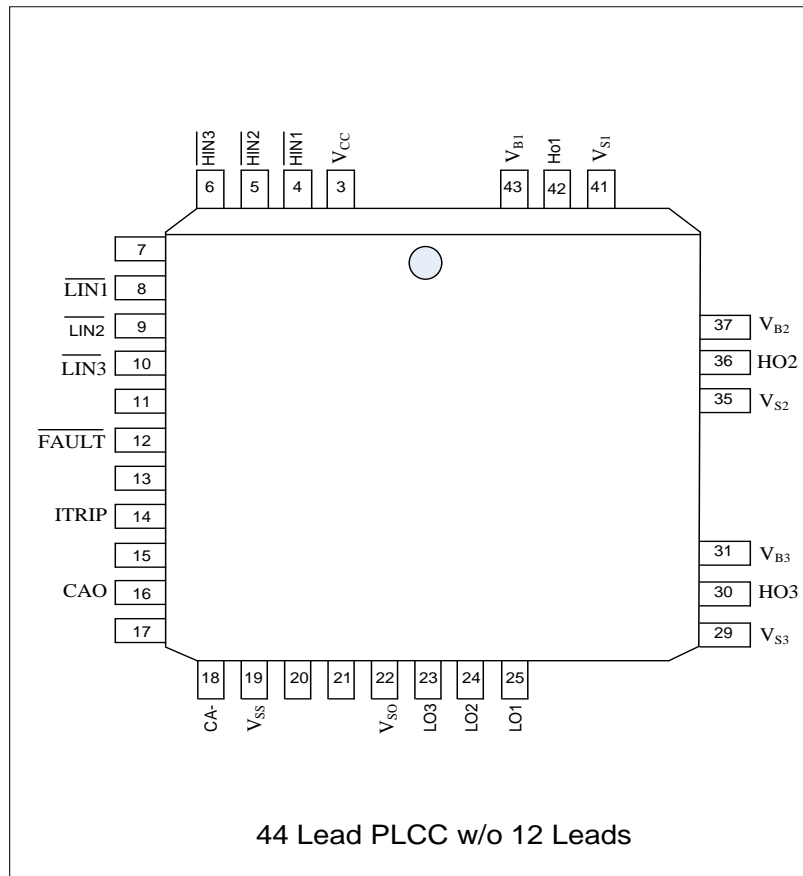 HIN3 HIN2 HIN1 VCC VB1 Ho1 VS1
6 5 4 3 43 42 41
7
LIN1 8
LIN2 9
LIN3 10
11
FAULT 12
13
ITRIP 14
15
CAO 16
17
37 VB2
36 HO2
35 VS2
31 VB3
30 HO3
29 VS3
18 19 20 21 22 23 24 25
CA- VSS VSO LO3 LO2 LO1
44 Lead PLCC w/o 12 Leads